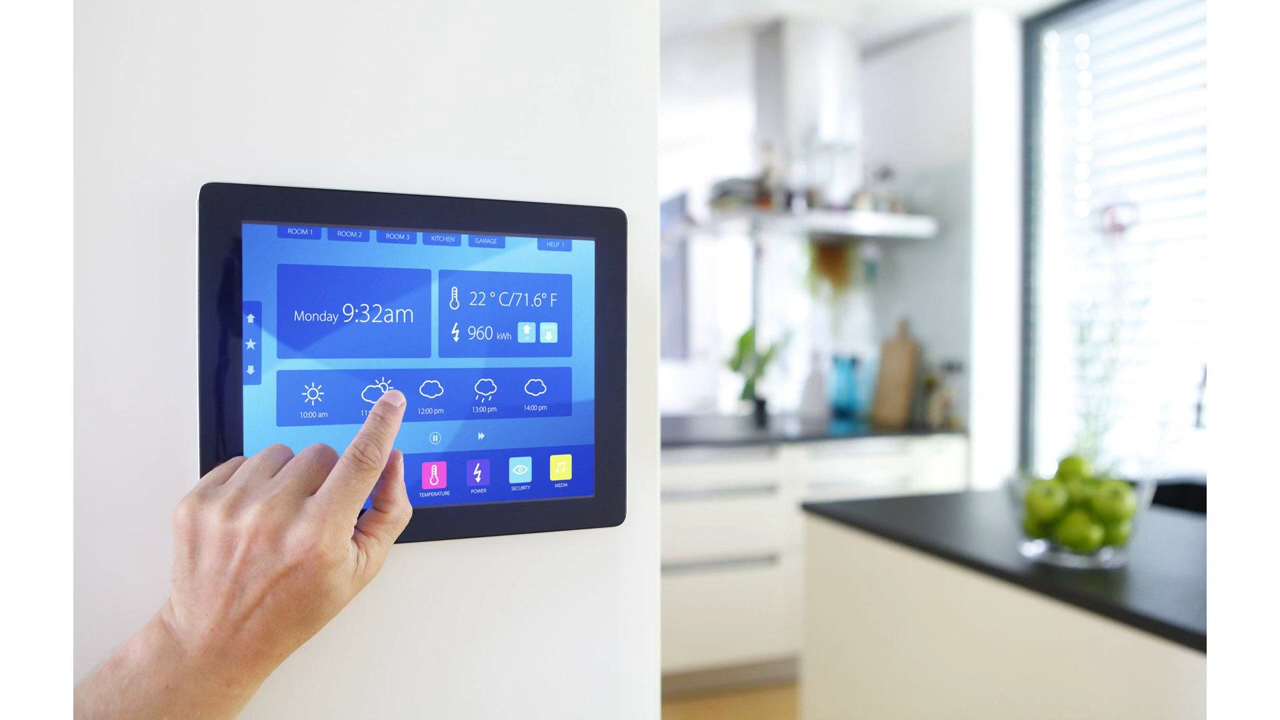 ROOM 1 ROOM 2 ROOM 3 KITCHEN GARAGE HELP ?
Monday 9:32am
22 ° C/71.6° F
960 kWh
10:00 am 12:00 pm 13:00 pm 14:00 pm
TEMPERATURE POWER SECURITY MEDIA